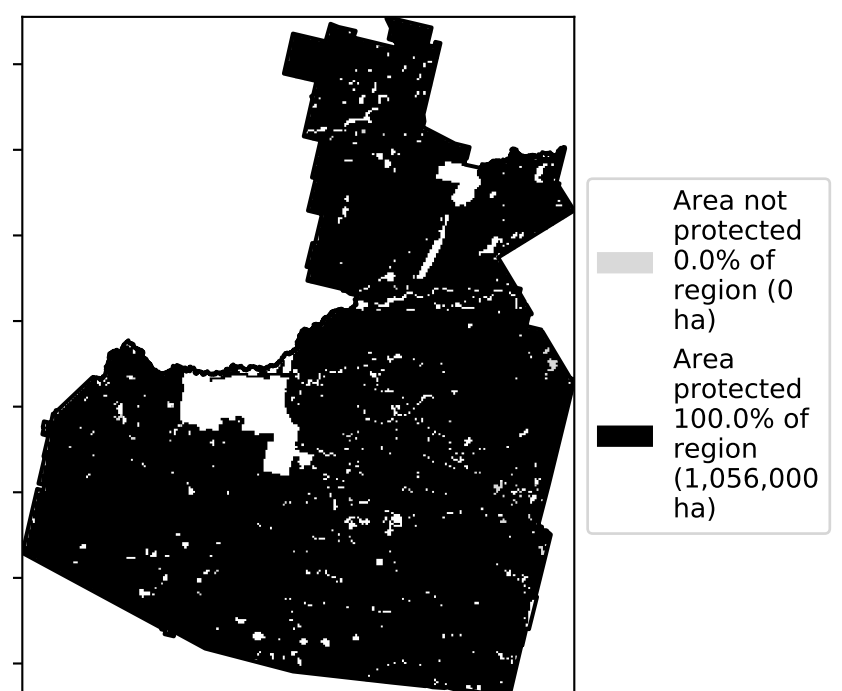 Area not
protected
0.0% of
region (0
ha)
Area
protected
100.0% of
region
(1,056,000
ha)